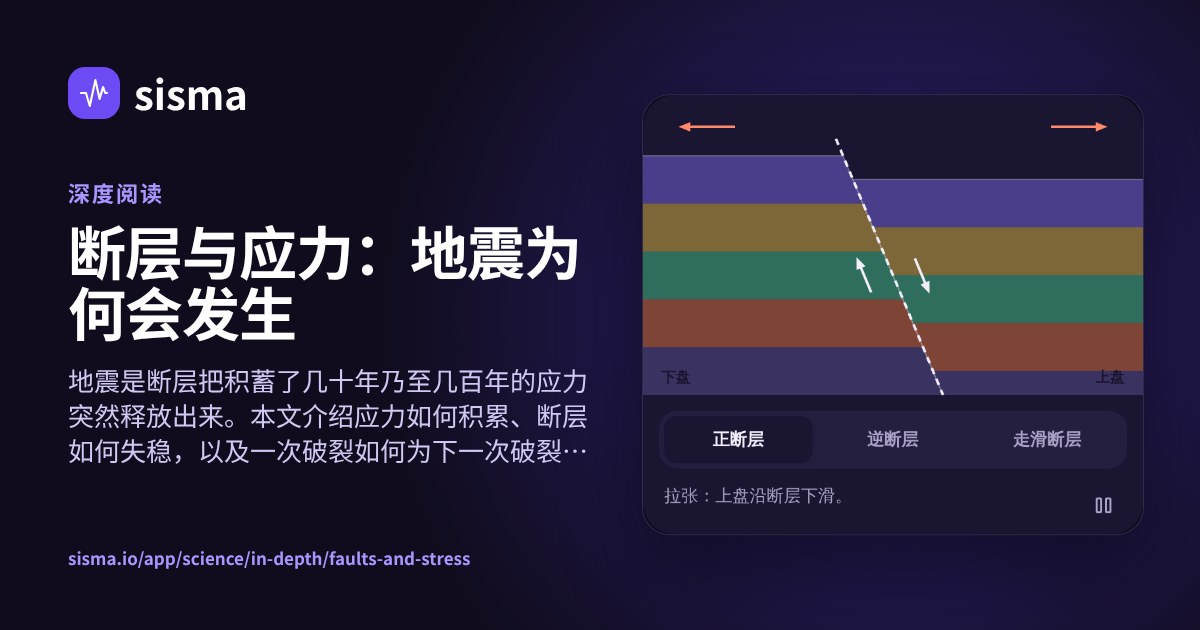 sisma
深度阅读
断层与应力：地震为
何会发生
地震是断层把积蓄了几十年乃至几百年的应力
突然释放出来。本文介绍应力如何积累、断层
如何失稳，以及一次破裂如何为下一次破裂…
sisma.io/app/science/in-depth/faults-and-stress
下盘
上盘
正断层
逆断层
走滑断层
拉张：上盘沿断层下滑。